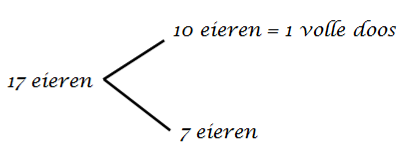 10 eieren = 1 volle doos
17 eieren
7 eieren